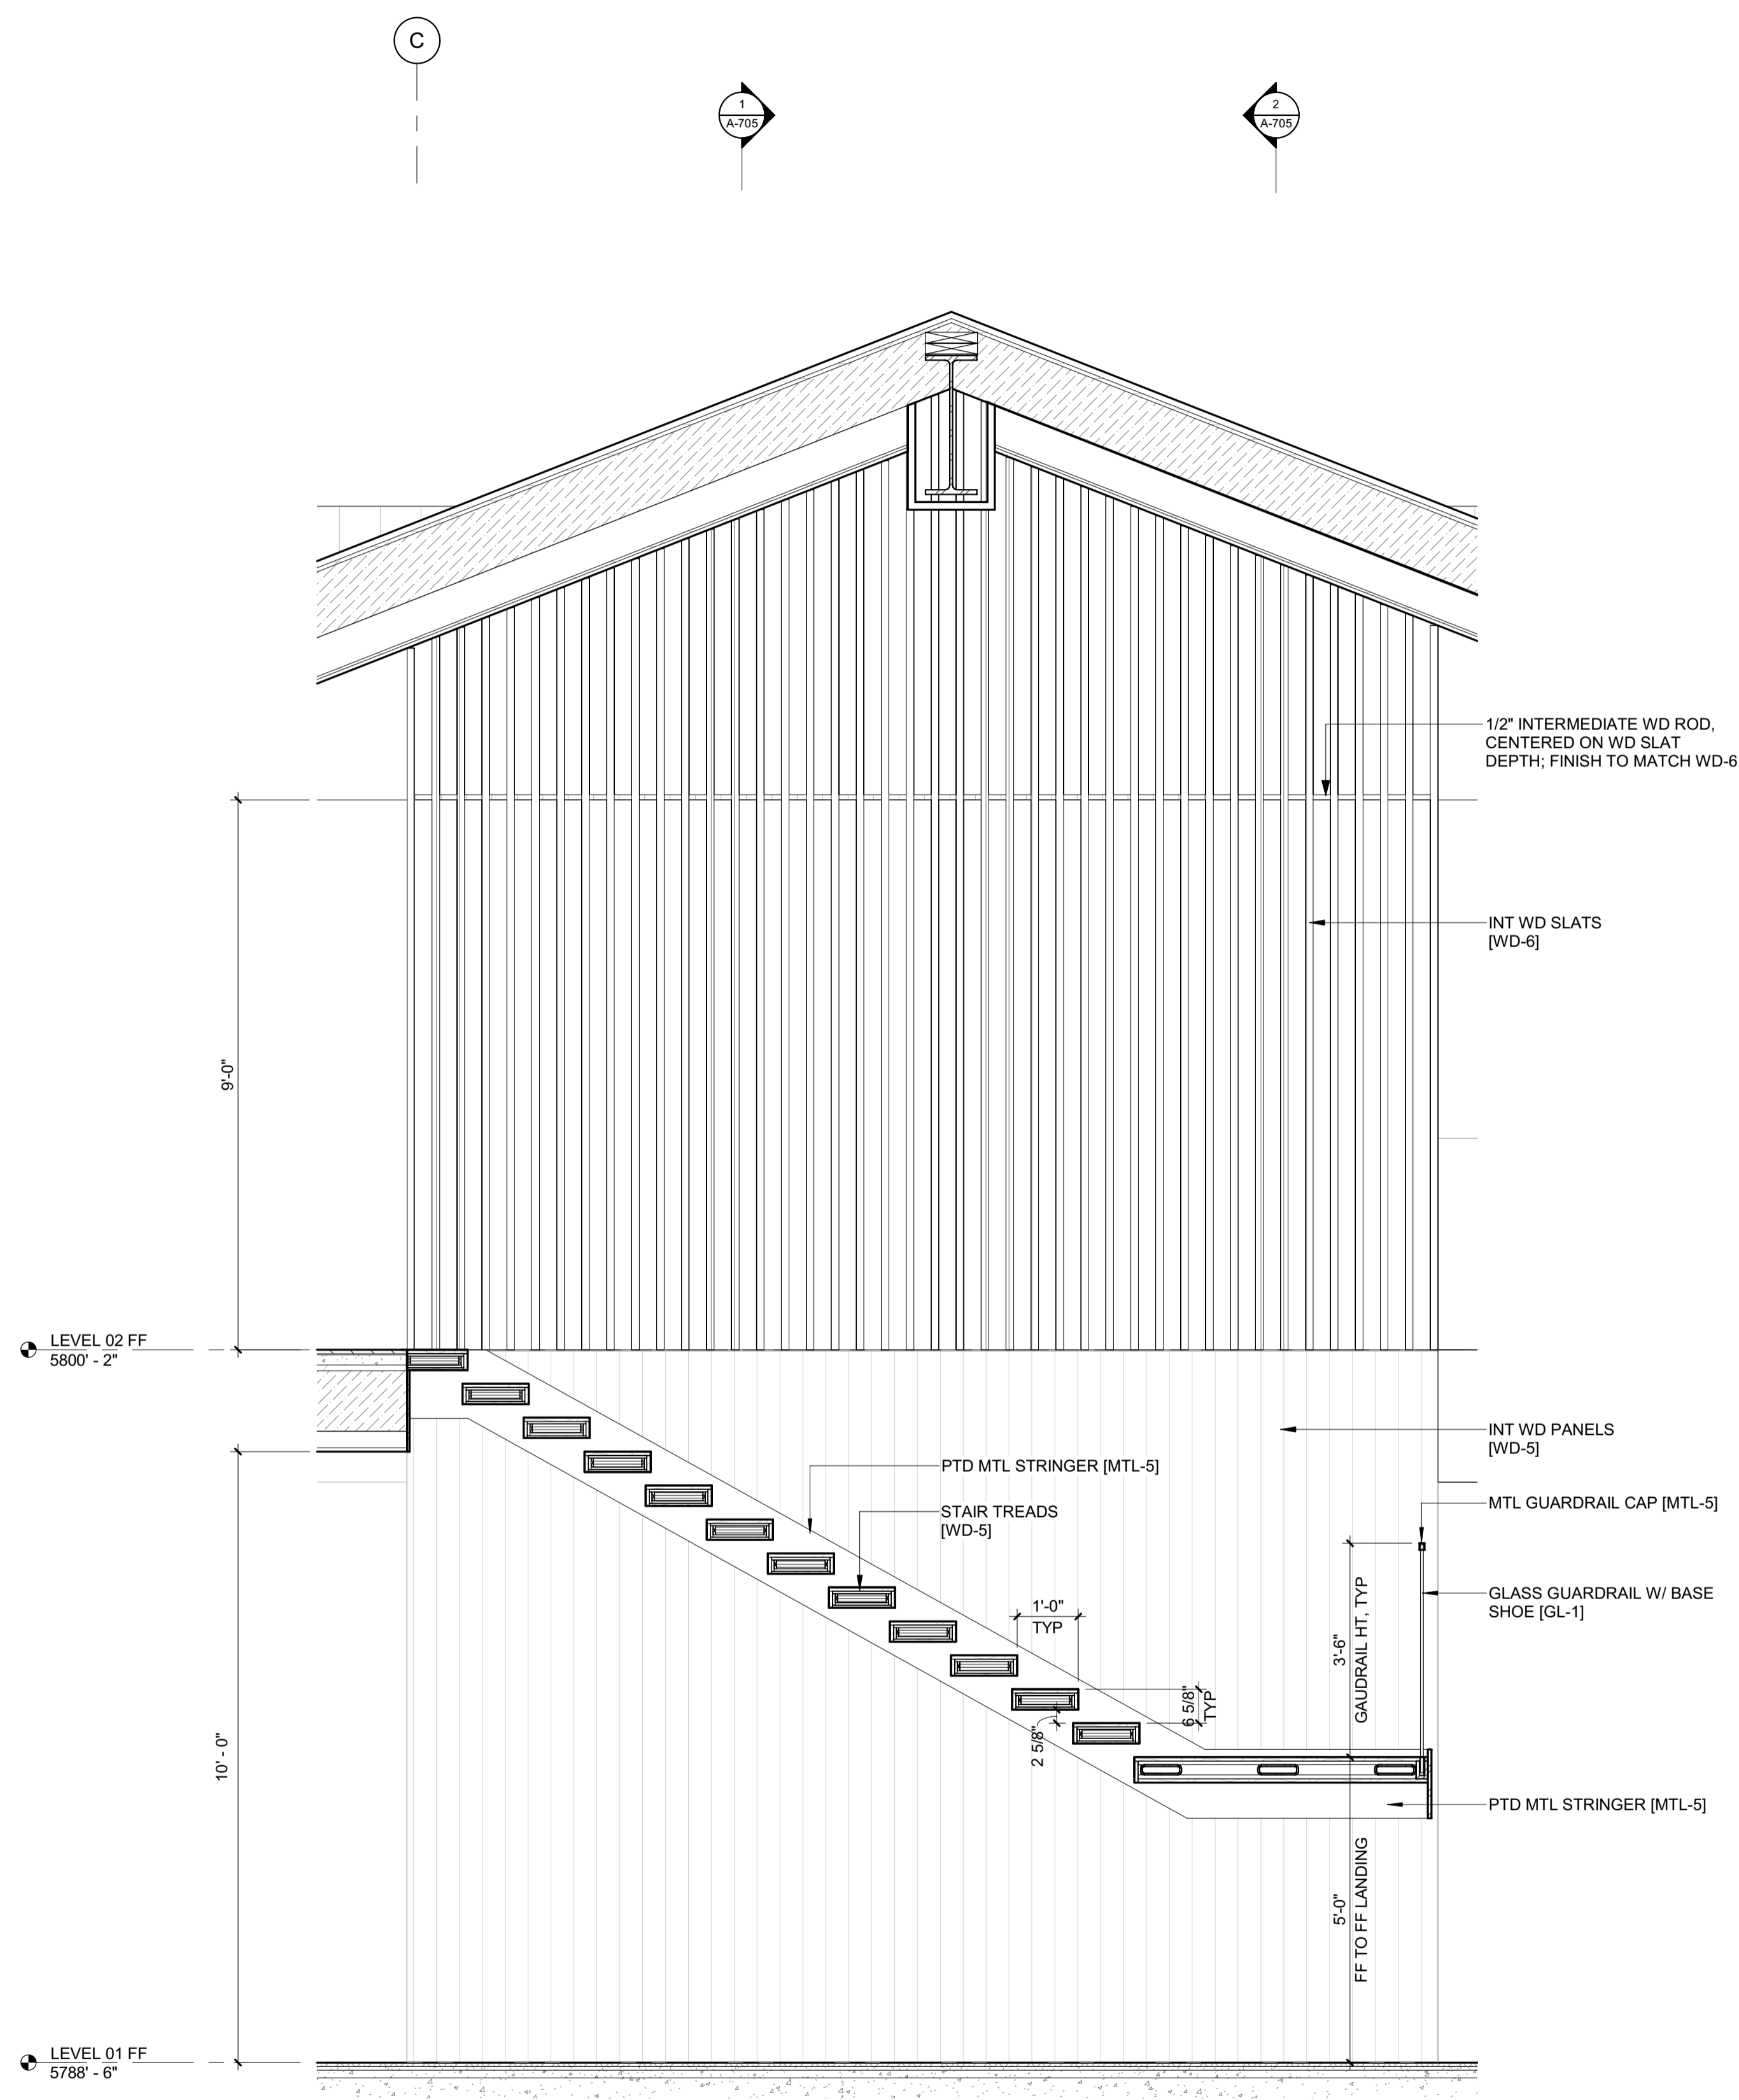 C
1
A-705
2
A-705
1/2" INTERMEDIATE WD ROD,
CENTERED ON WD SLAT
DEPTH; FINISH TO MATCH WD-6
INT WD SLATS
[WD-6]
9'-0"
LEVEL 02 FF
5800' - 2"
INT WD PANELS
[WD-5]
PTD MTL STRINGER [MTL-5]
STAIR TREADS
[WD-5]
MTL GUARDRAIL CAP [MTL-5]
GLASS GUARDRAIL W/ BASE
SHOE [GL-1]
1'-0"
TYP
3'-6"
GAUDRAIL HT, TYP
6 5/8"
TYP
2 5/8"
10' - 0"
PTD MTL STRINGER [MTL-5]
5'-0"
FF TO FF LANDING
LEVEL 01 FF
5788' - 6"